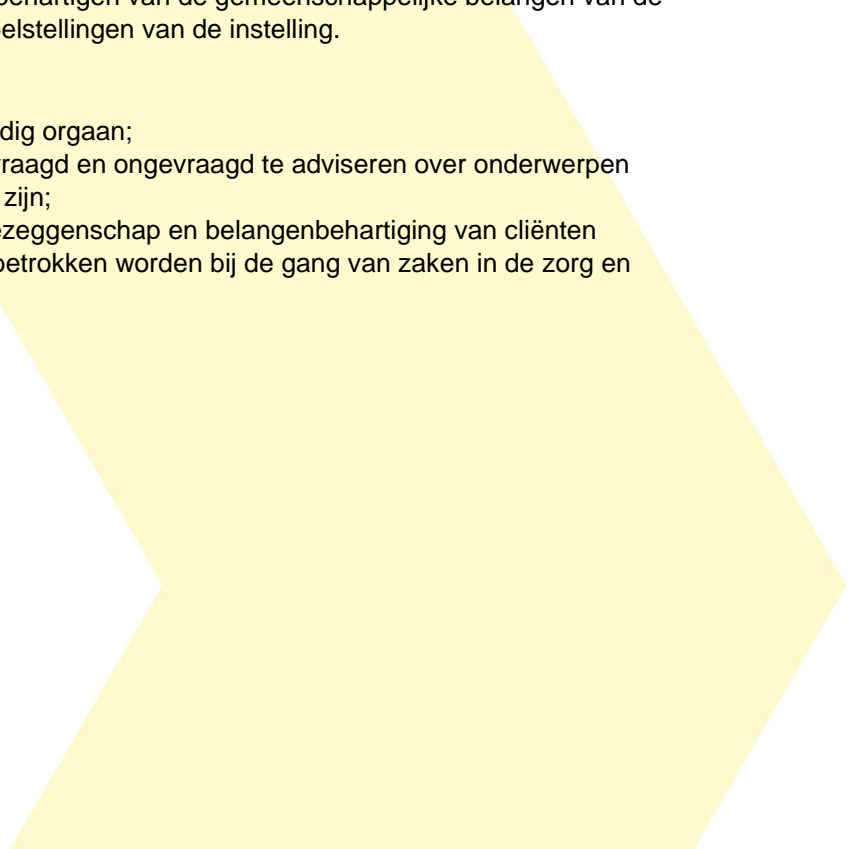 behartigen van de gemeenschappelijke belangen van de
elstellingen van de instelling.
dig orgaan;
raagd en ongevraagd te adviseren over onderwerpen
zijn;
ezeggenschap en belangenbehartiging van cliënten
betrokken worden bij de gang van zaken in de zorg en